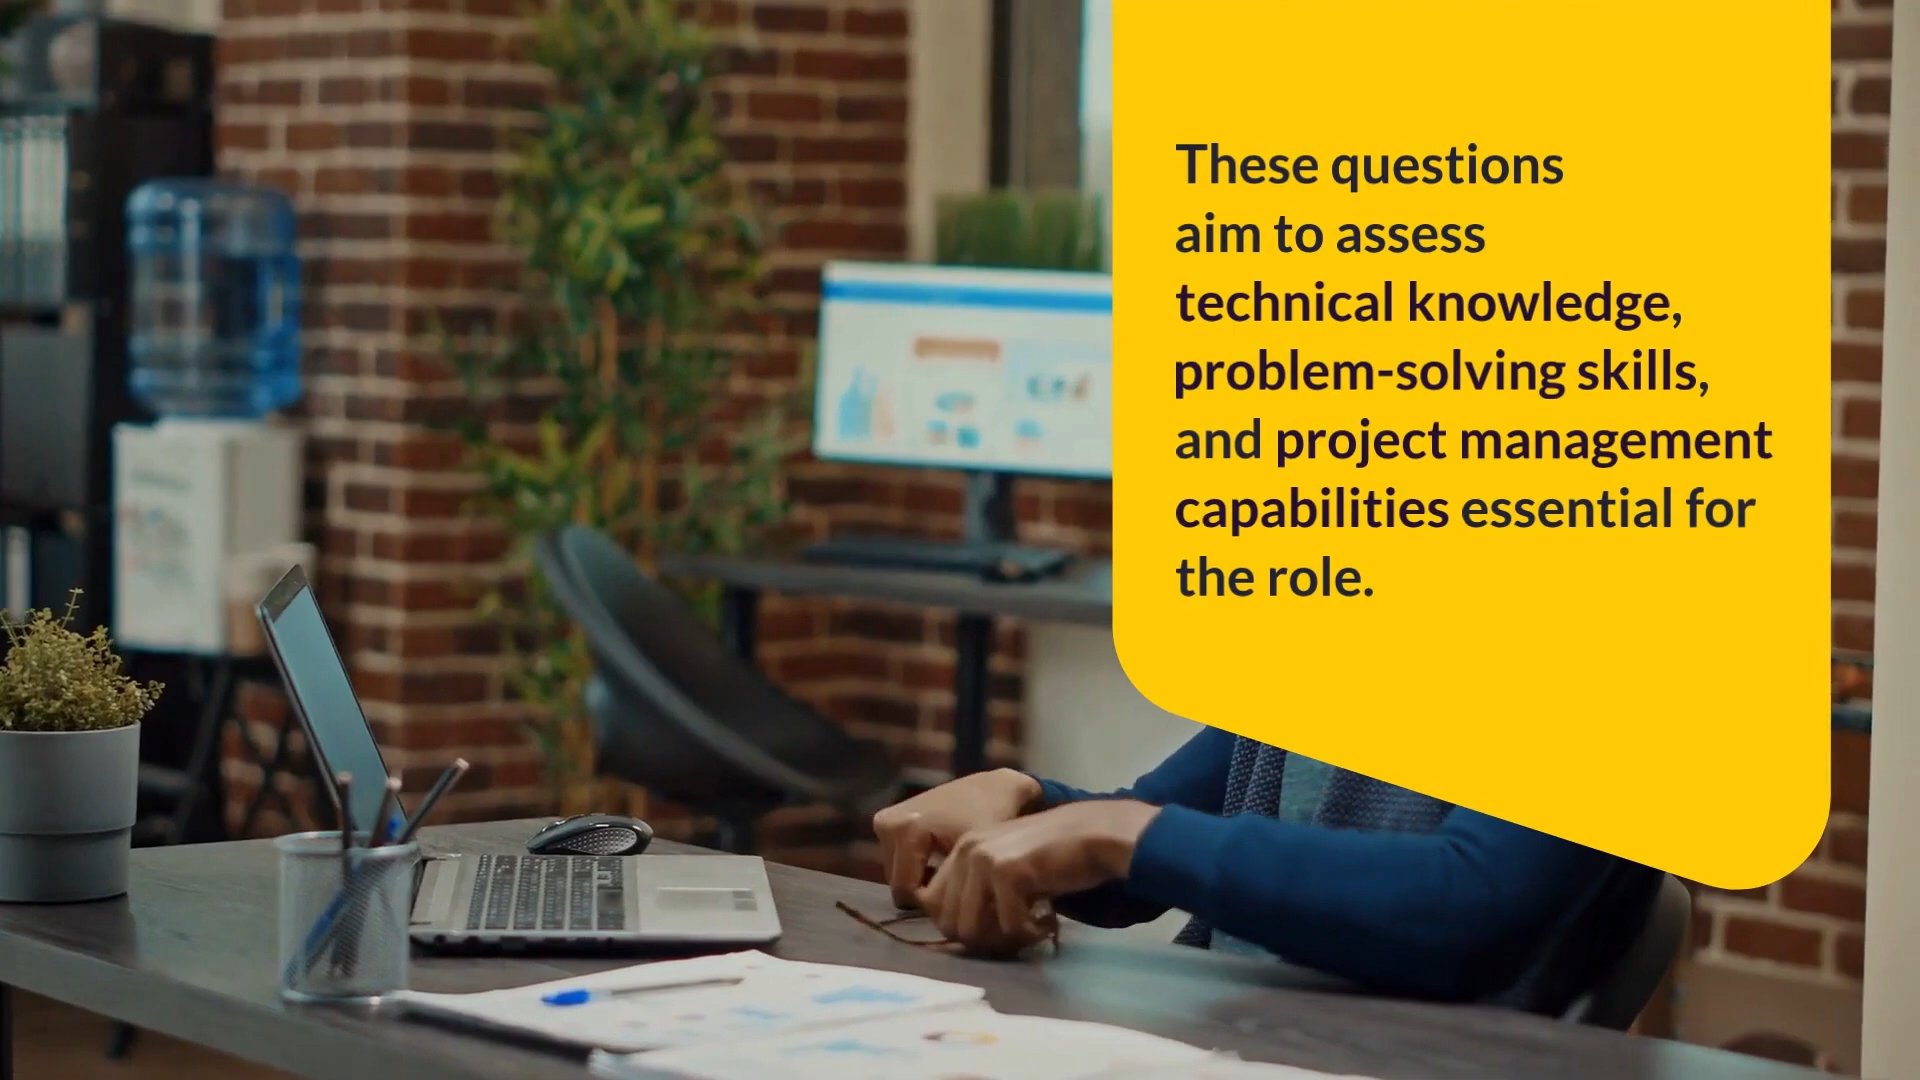 These questions
aim to assess
technical knowledge,
problem-solving skills,
and project management
capabilities essential for
the role.